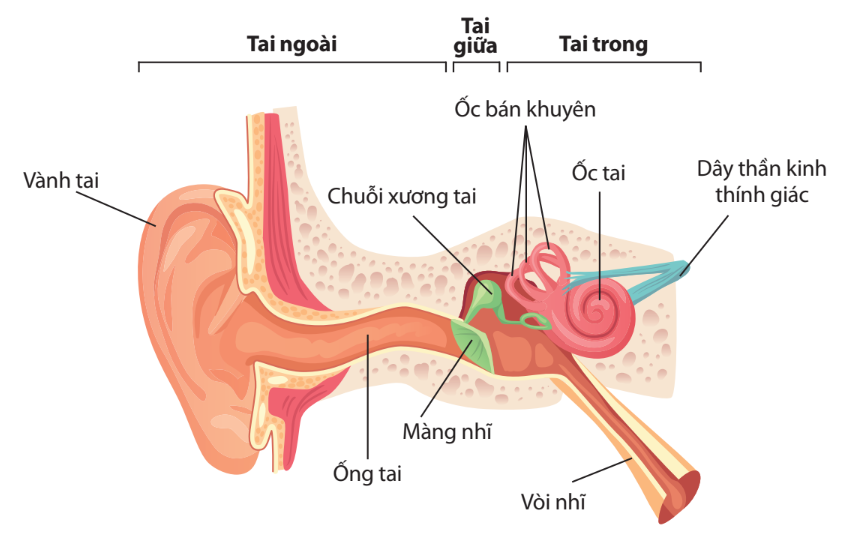 Tai ngoài
Tai
giữa
Tai trong
Ốc bán khuyên
Vành tai
Chuỗi xương tai
Ốc tai
Dây thần kinh
thính giác
Màng nhĩ
Ống tai
Vòi nhĩ